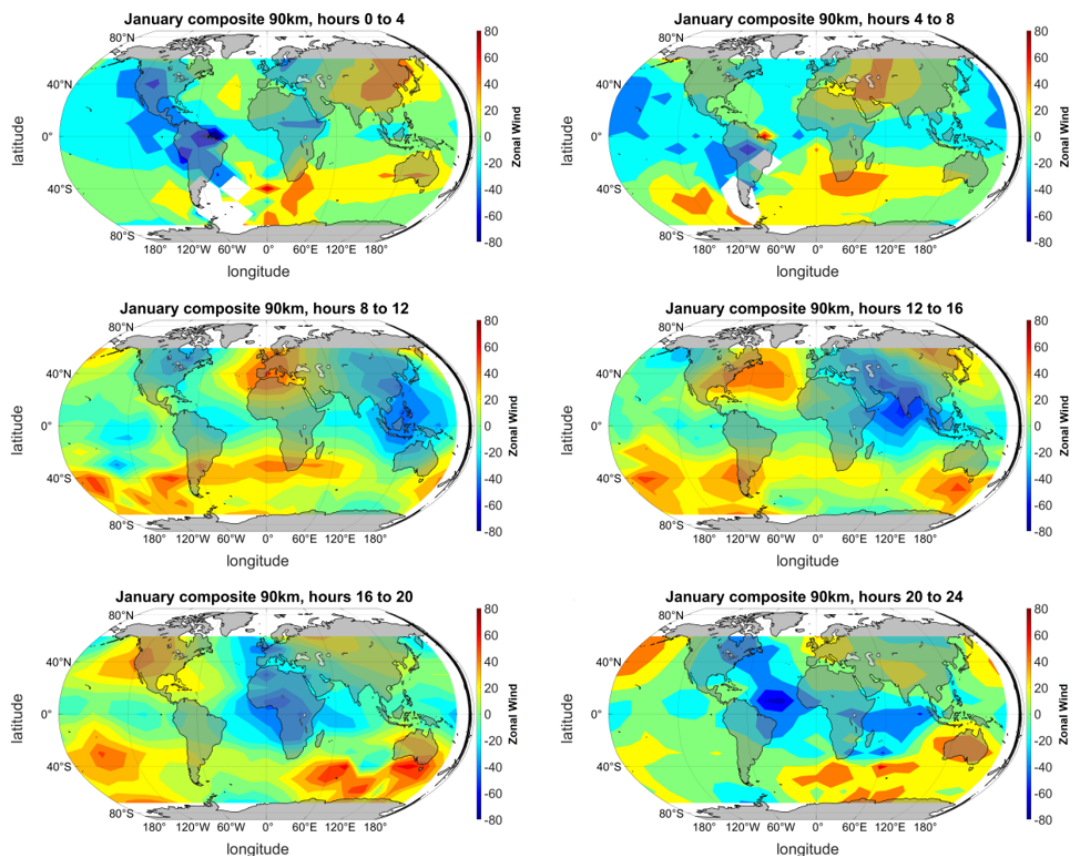 January composite 90km, hours 0 to 4
80°N
40°N
0°
40°S
80°S
latitude
180° 120°W 60°W 0° 60°E 120°E 180°
longitude
80
60
40
20
0
-20
-40
-60
-80
Zonal Wind
January composite 90km, hours 4 to 8
80°N
40°N
0°
40°S
80°S
latitude
180° 120°W 60°W 0° 60°E 120°E 180°
longitude
80
60
40
20
0
-20
-40
-60
-80
Zonal Wind
January composite 90km, hours 8 to 12
80°N
40°N
0°
40°S
80°S
latitude
180° 120°W 60°W 0° 60°E 120°E 180°
longitude
80
60
40
20
0
-20
-40
-60
-80
Zonal Wind
January composite 90km, hours 12 to 16
80°N
40°N
0°
40°S
80°S
latitude
180° 120°W 60°W 0° 60°E 120°E 180°
longitude
80
60
40
20
0
-20
-40
-60
-80
Zonal Wind
January composite 90km, hours 16 to 20
80°N
40°N
0°
40°S
80°S
latitude
180° 120°W 60°W 0° 60°E 120°E 180°
longitude
80
60
40
20
0
-20
-40
-60
-80
Zonal Wind
January composite 90km, hours 20 to 24
80°N
40°N
0°
40°S
80°S
latitude
180° 120°W 60°W 0° 60°E 120°E 180°
longitude
80
60
40
20
0
-20
-40
-60
-80
Zonal Wind